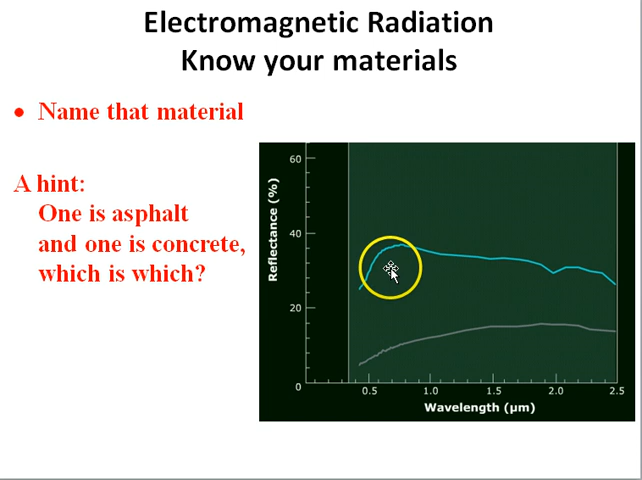 Electromagnetic Radiation
Know your materials
• Name that material
A hint:
One is asphalt
and one is concrete,
which is which?
60
40
20
0
Reflectance (%)
0.5 1.0 1.5 2.0 2.5
Wavelength (µm)